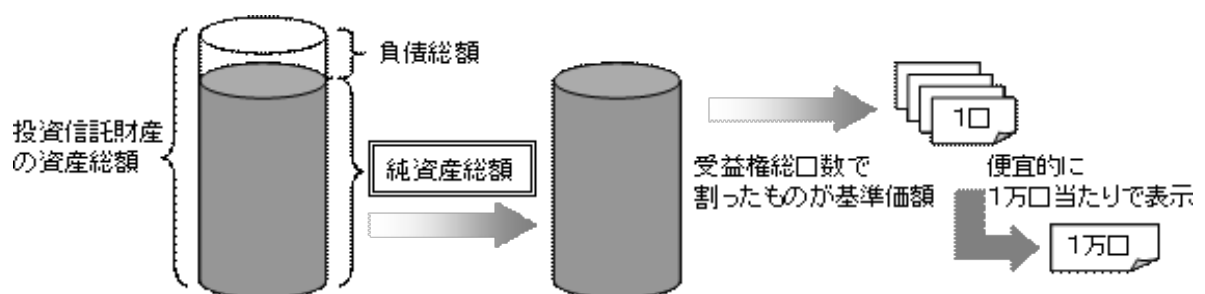 負債総額
投資信託財産
の資産総額
純資産総額
受益権総口数で
割ったものが基準価額
1口
便宜的に
1万口当たりで表示
1万口